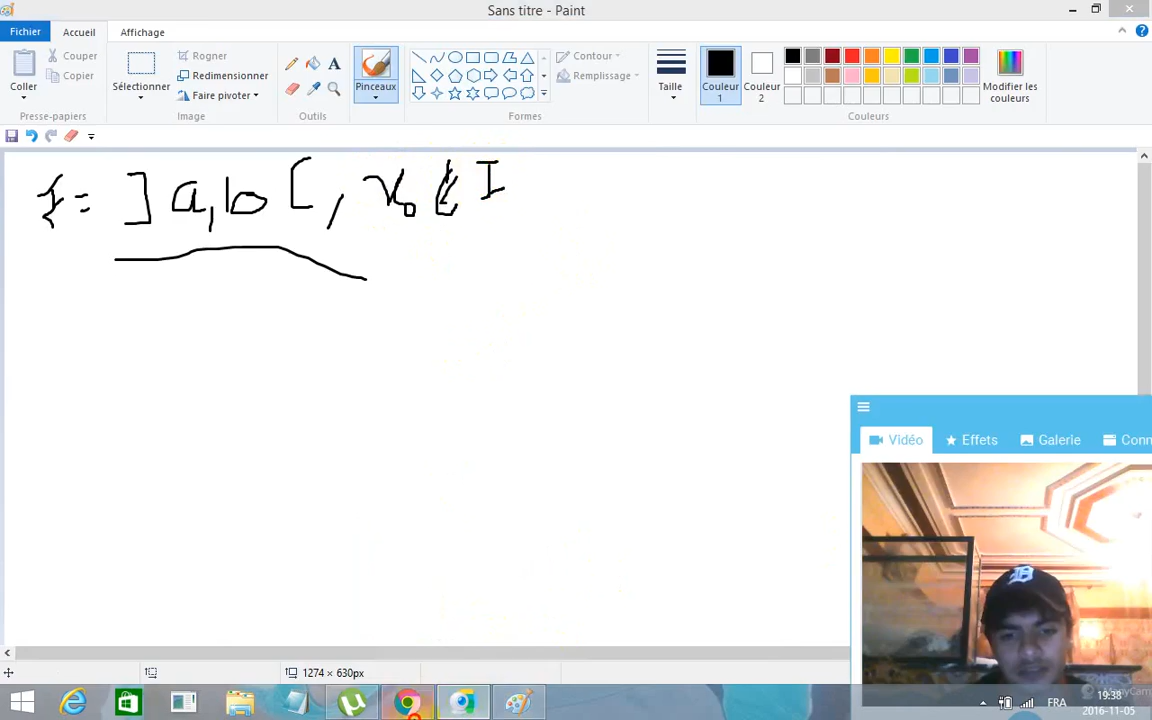 Sans titre - Paint
Fichier Accueil Affichage
Coller
Couper
Copier
Presse-papiers
Sélectionner
Rogner
Redimensionner
Faire pivoter
Image
A
Outils
Pinceaux
Contour
Remplissage
Formes
Taille
Couleur 1
Couleur 2
Modifier les couleurs
Couleurs
I = ]a,b[, x₀ ∈ I
Vidéo Effets Galerie Conn
D
1274 × 630px
FRA
19:38
2016-11-05